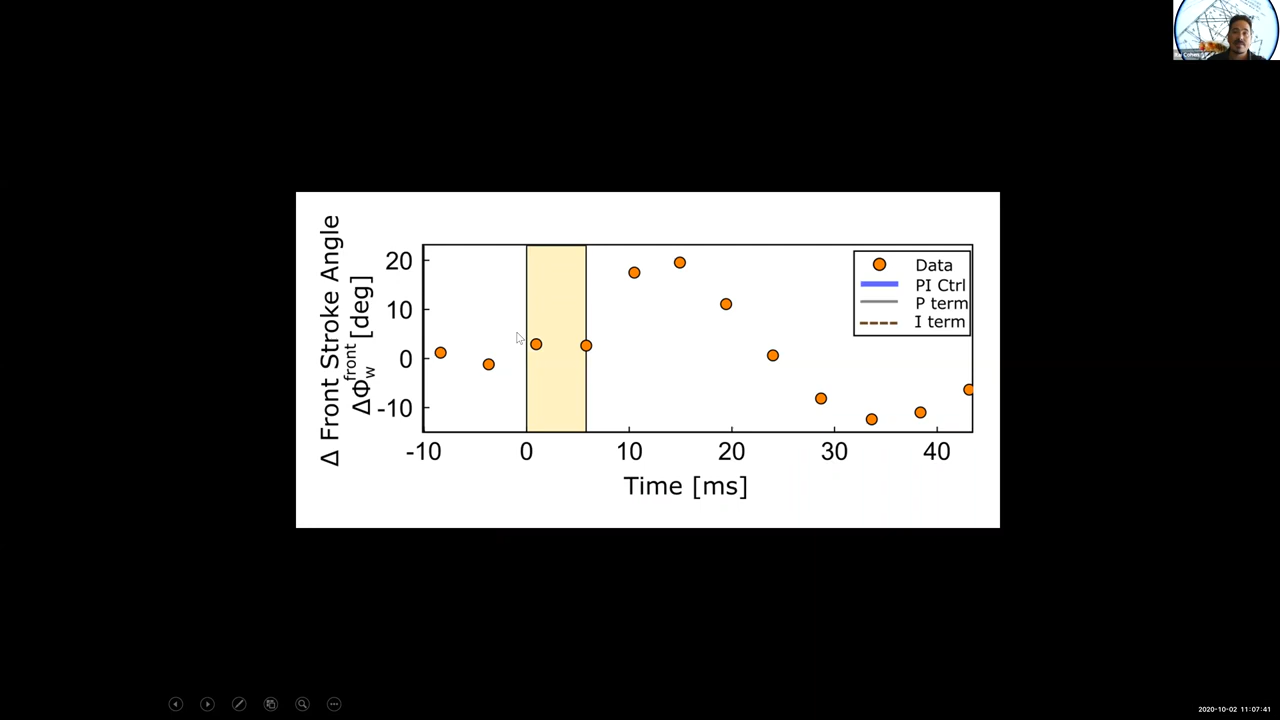 Δ Front Stroke Angle
ΔΦ_w^front [deg]
20
10
0
-10
Data
PI Ctrl
P term
I term
-10 0 10 20 30 40
Time [ms]
2020-10-02 11:07:41